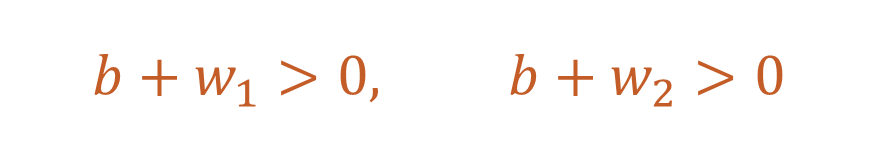 b + w₁ > 0,    b + w₂ > 0